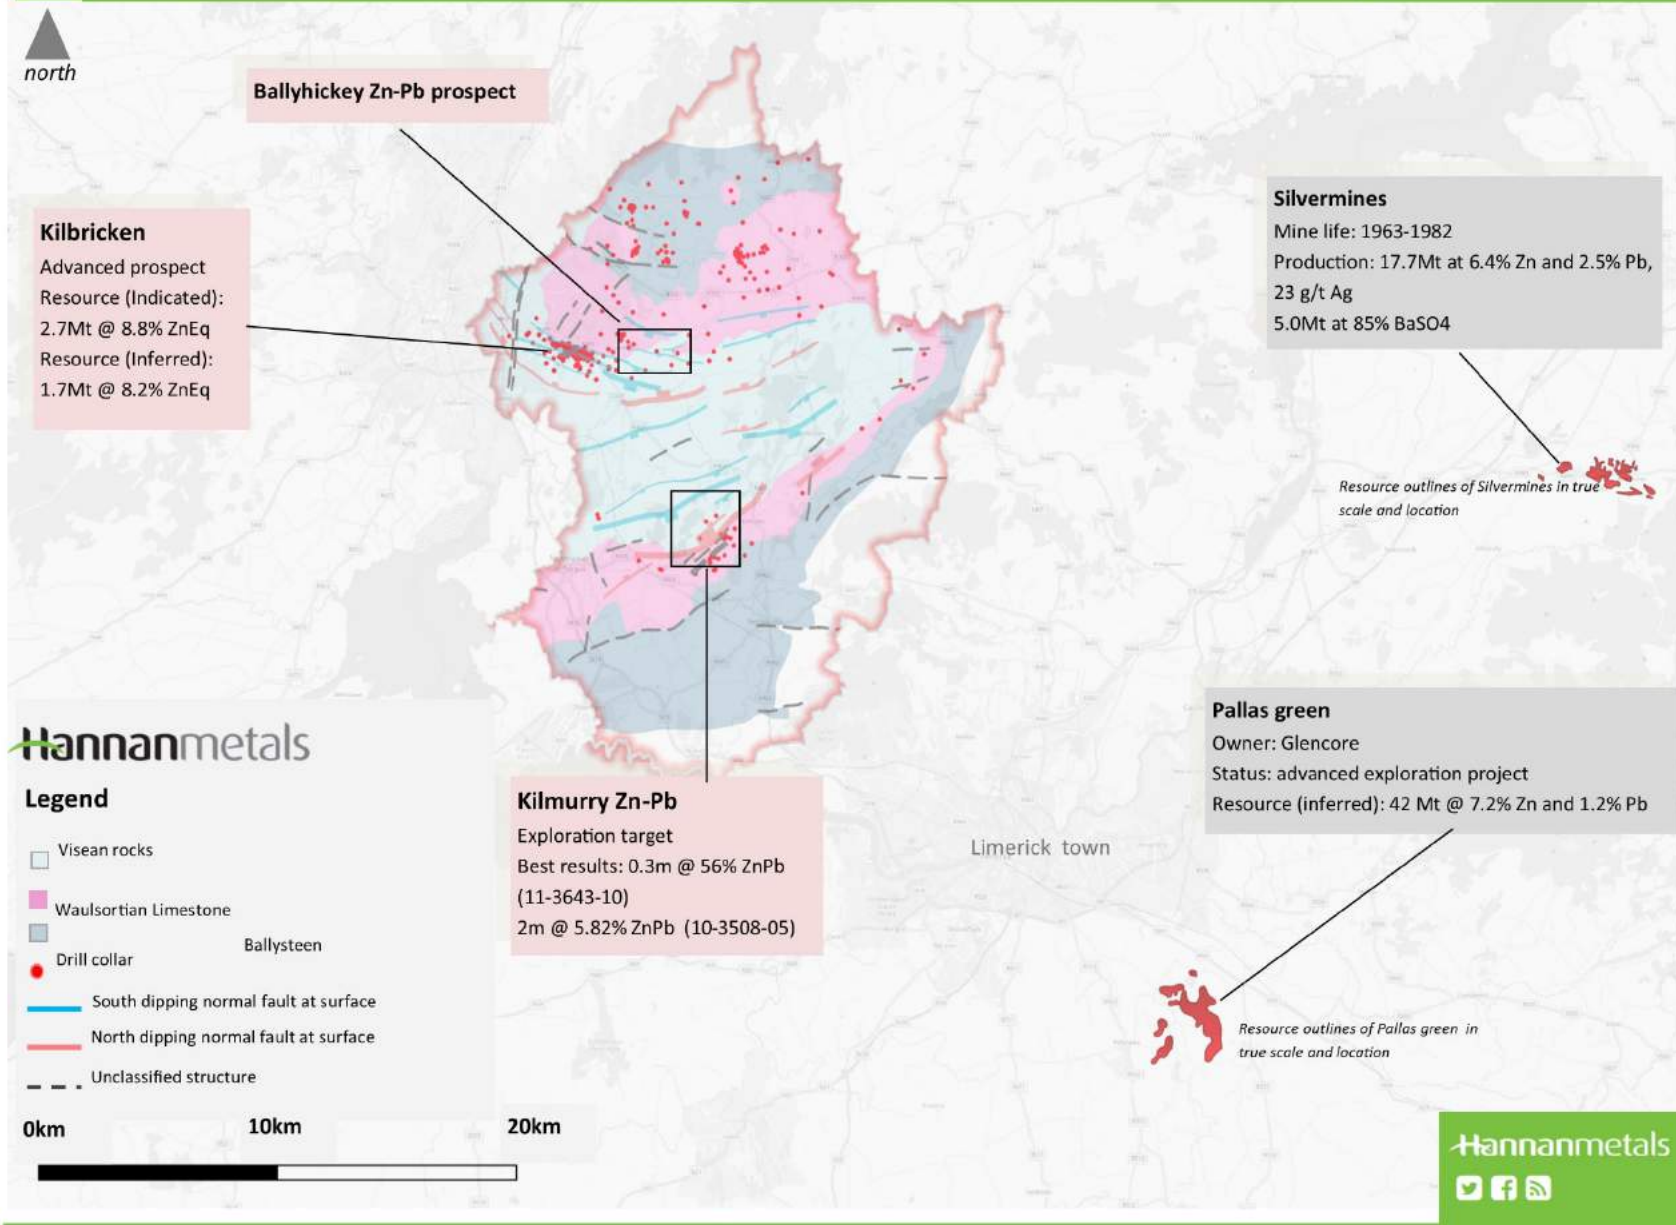 north
Ballyhickey Zn-Pb prospect
Kilbricken
Advanced prospect
Resource (Indicated):
2.7Mt @ 8.8% ZnEq
Resource (Inferred):
1.7Mt @ 8.2% ZnEq
Silvermines
Mine life: 1963-1982
Production: 17.7Mt at 6.4% Zn and 2.5% Pb,
23 g/t Ag
5.0Mt at 85% BaSO4
Resource outlines of Silvermines in true
scale and location
Pallas green
Owner: Glencore
Status: advanced exploration project
Resource (inferred): 42 Mt @ 7.2% Zn and 1.2% Pb
Limerick town
Resource outlines of Pallas green in
true scale and location
Kilmurry Zn-Pb
Exploration target
Best results: 0.3m @ 56% ZnPb
(11-3643-10)
2m @ 5.82% ZnPb (10-3508-05)
Hannanmetals
Legend
Visean rocks
Waulsortian Limestone
Ballysteen
Drill collar
South dipping normal fault at surface
North dipping normal fault at surface
Unclassified structure
0km 10km 20km
Hannanmetals